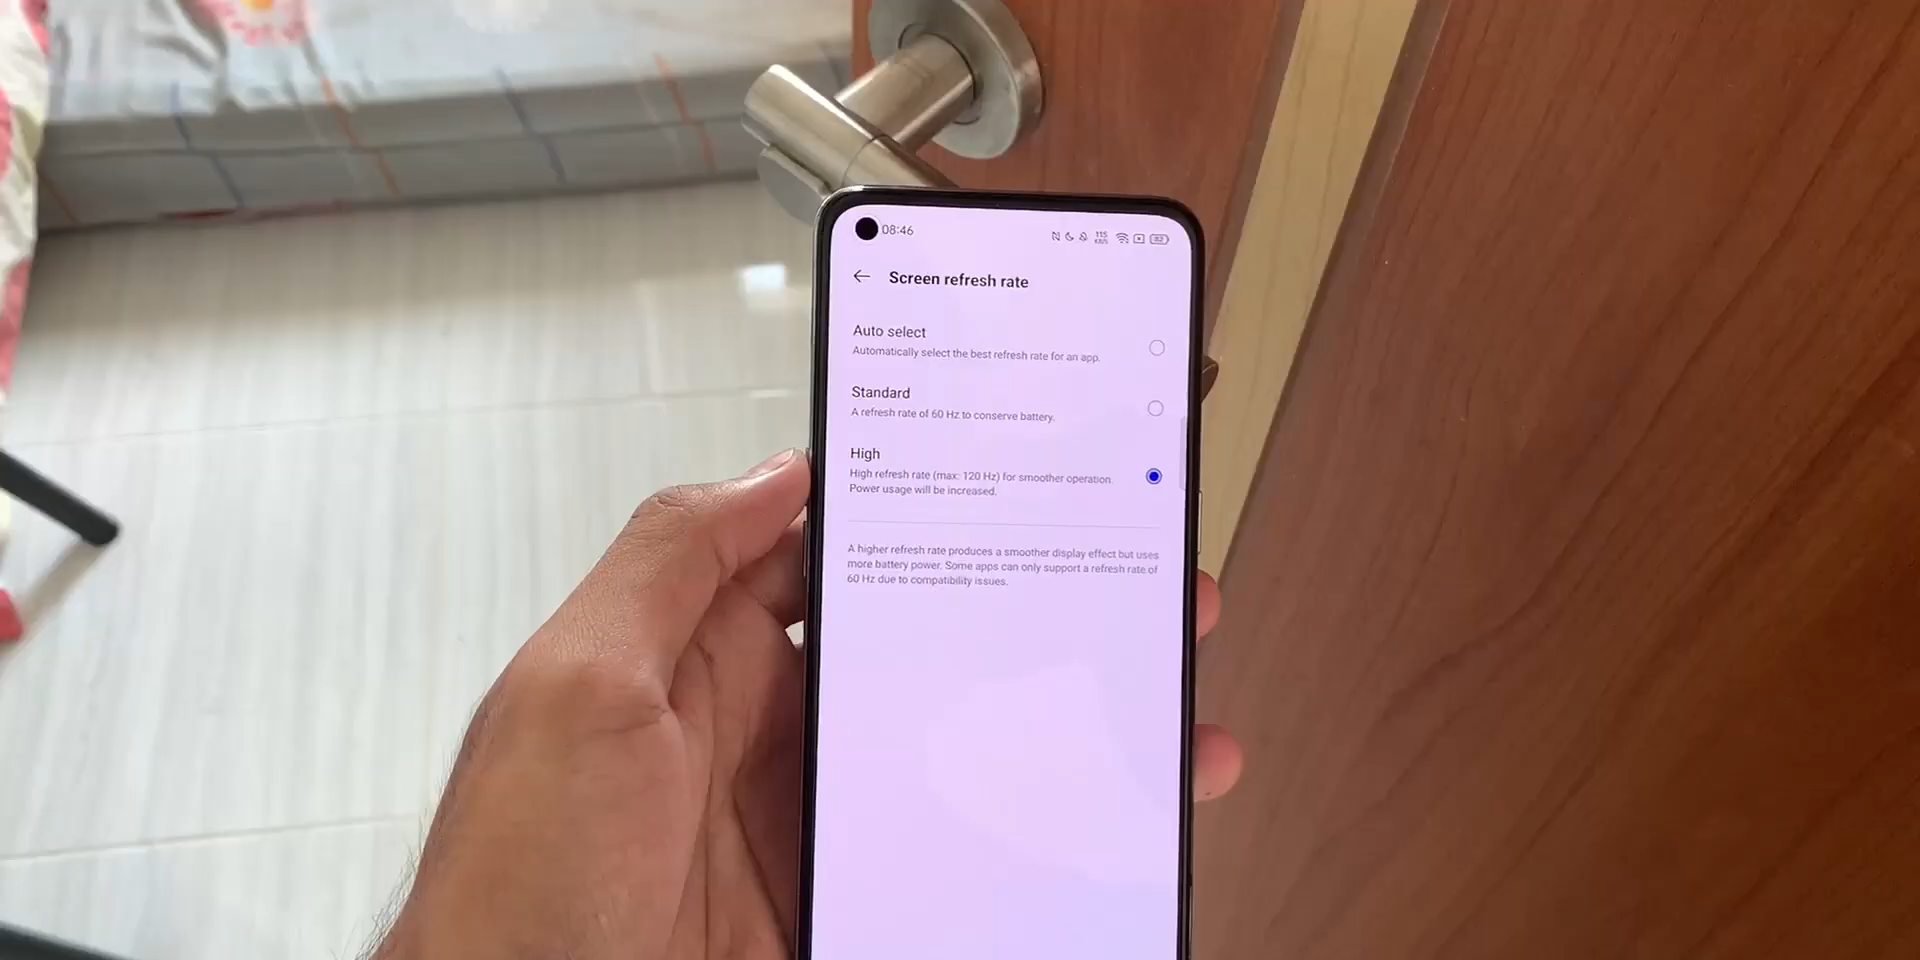 08:46
115
KB/S
82
Screen refresh rate
Auto select
Automatically select the best refresh rate for an app.
Standard
A refresh rate of 60 Hz to conserve battery.
High
High refresh rate (max: 120 Hz) for smoother operation.
Power usage will be increased.
A higher refresh rate produces a smoother display effect but uses
more battery power. Some apps can only support a refresh rate of
60 Hz due to compatibility issues.